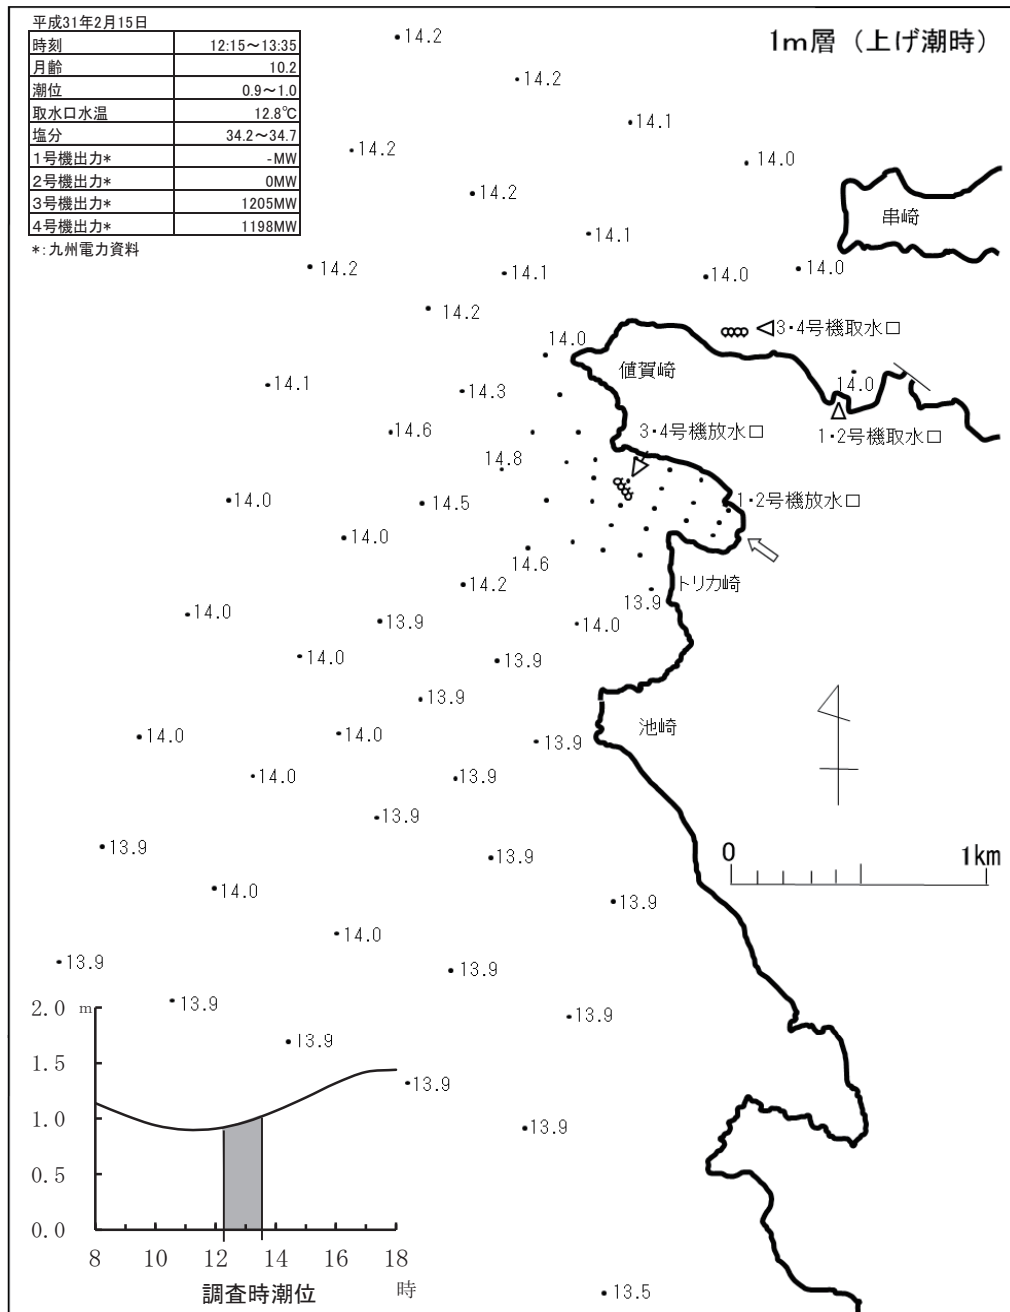 平成31年2月15日
時刻 12:15～13:35
月齢 10.2
潮位 0.9～1.0
取水口水温 12.8℃
塩分 34.2～34.7
1号機出力* -MW
2号機出力* 0MW
3号機出力* 1205MW
4号機出力* 1198MW
*:九州電力資料
1m層（上げ潮時）
14.2
14.2
14.1
14.2
14.0
14.2
串崎
14.1
14.2
14.1
14.0
14.0
14.2
3・4号機取水口
14.0
値賀崎
14.1
14.3
14.0
14.6
3・4号機放水口
1・2号機取水口
14.8
14.0
14.5
1・2号機放水口
14.0
14.6
14.2
トリカ崎
13.9
14.0
13.9
14.0
14.0
13.9
13.9
池崎
14.0
14.0
13.9
14.0
13.9
13.9
13.9
13.9
0 1km
14.0
13.9
14.0
13.9
13.9
13.9
13.9
13.9
13.9
13.9
13.5
2.0 m
1.5
1.0
0.5
0.0
8 10 12 14 16 18
時
調査時潮位